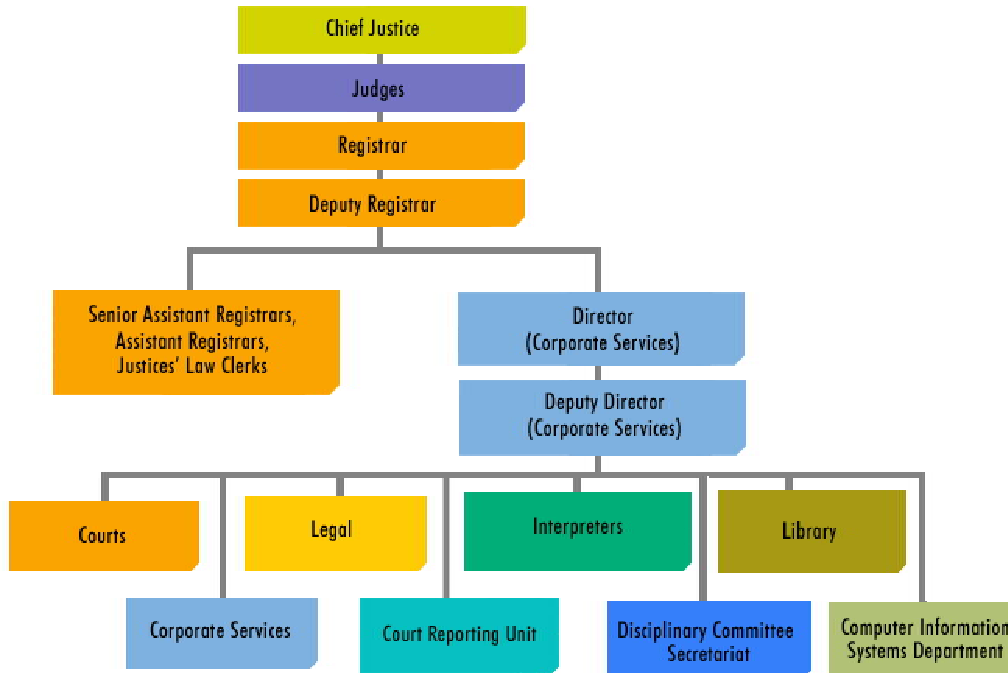 Chief Justice
Judges
Registrar
Deputy Registrar
Senior Assistant Registrars,
Assistant Registrars,
Justices' Law Clerks
Director
(Corporate Services)
Deputy Director
(Corporate Services)
Courts
Legal
Interpreters
Library
Corporate Services
Court Reporting Unit
Disciplinary Committee
Secretariat
Computer Information
Systems Department